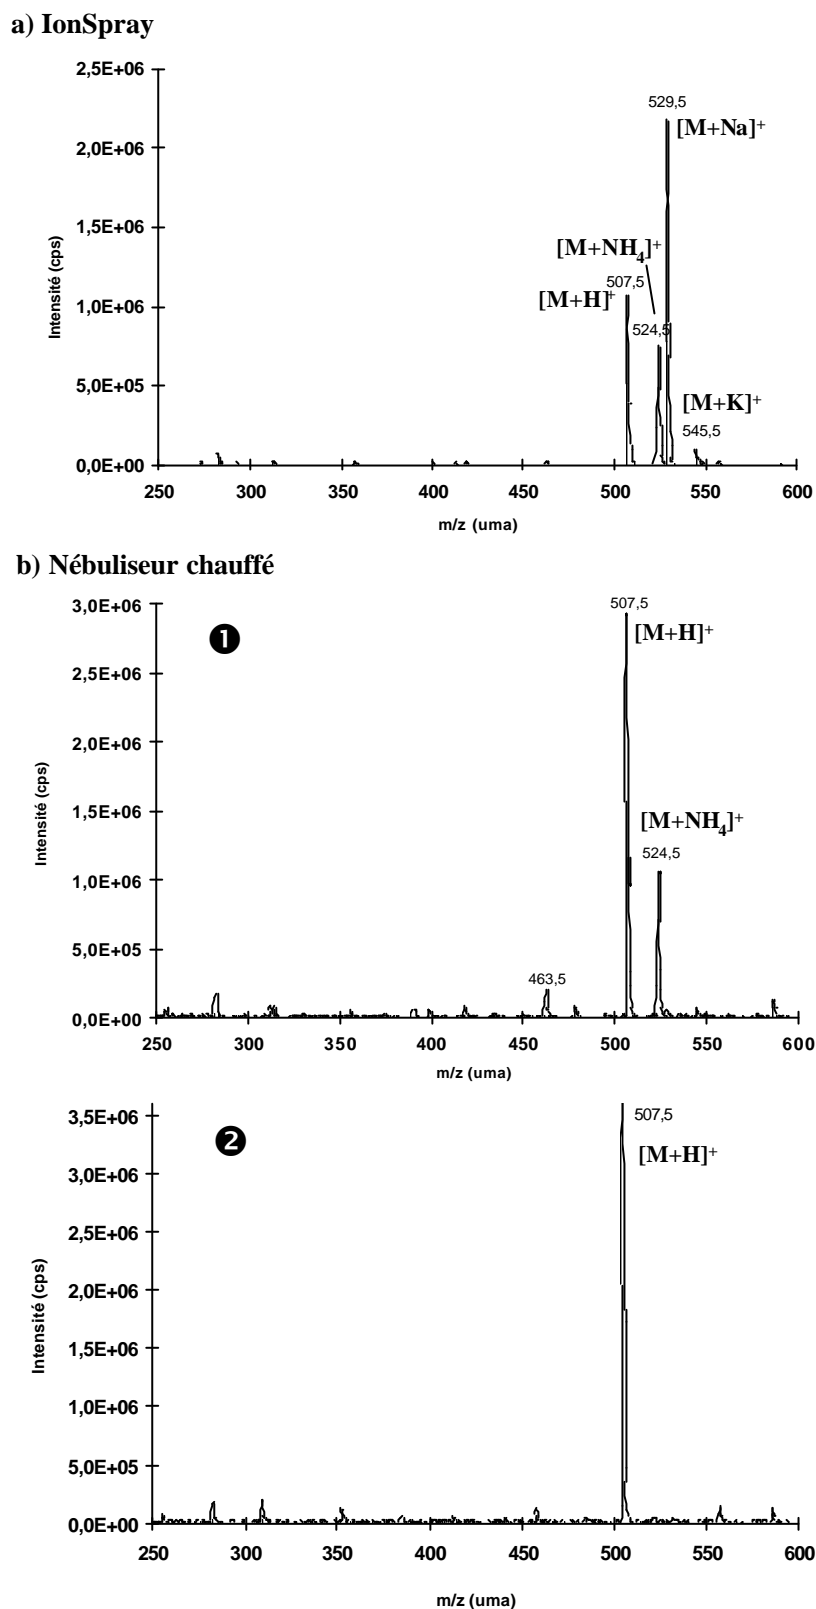 a) IonSpray
2,5E+06
2,0E+06
1,5E+06
1,0E+06
5,0E+05
0,0E+00
Intensité (cps)
529,5
[M+Na]+
[M+NH4]+
507,5
[M+H]+
524,5
[M+K]+
545,5
250 300 350 400 450 500 550 600
m/z (uma)
b) Nébuliseur chauffé
❶
3,0E+06
2,5E+06
2,0E+06
1,5E+06
1,0E+06
5,0E+05
0,0E+00
Intensité (cps)
507,5
[M+H]+
[M+NH4]+
524,5
463,5
250 300 350 400 450 500 550 600
m/z (uma)
❷
3,5E+06
3,0E+06
2,5E+06
2,0E+06
1,5E+06
1,0E+06
5,0E+05
0,0E+00
Intensité (cps)
507,5
[M+H]+
250 300 350 400 450 500 550 600
m/z (uma)